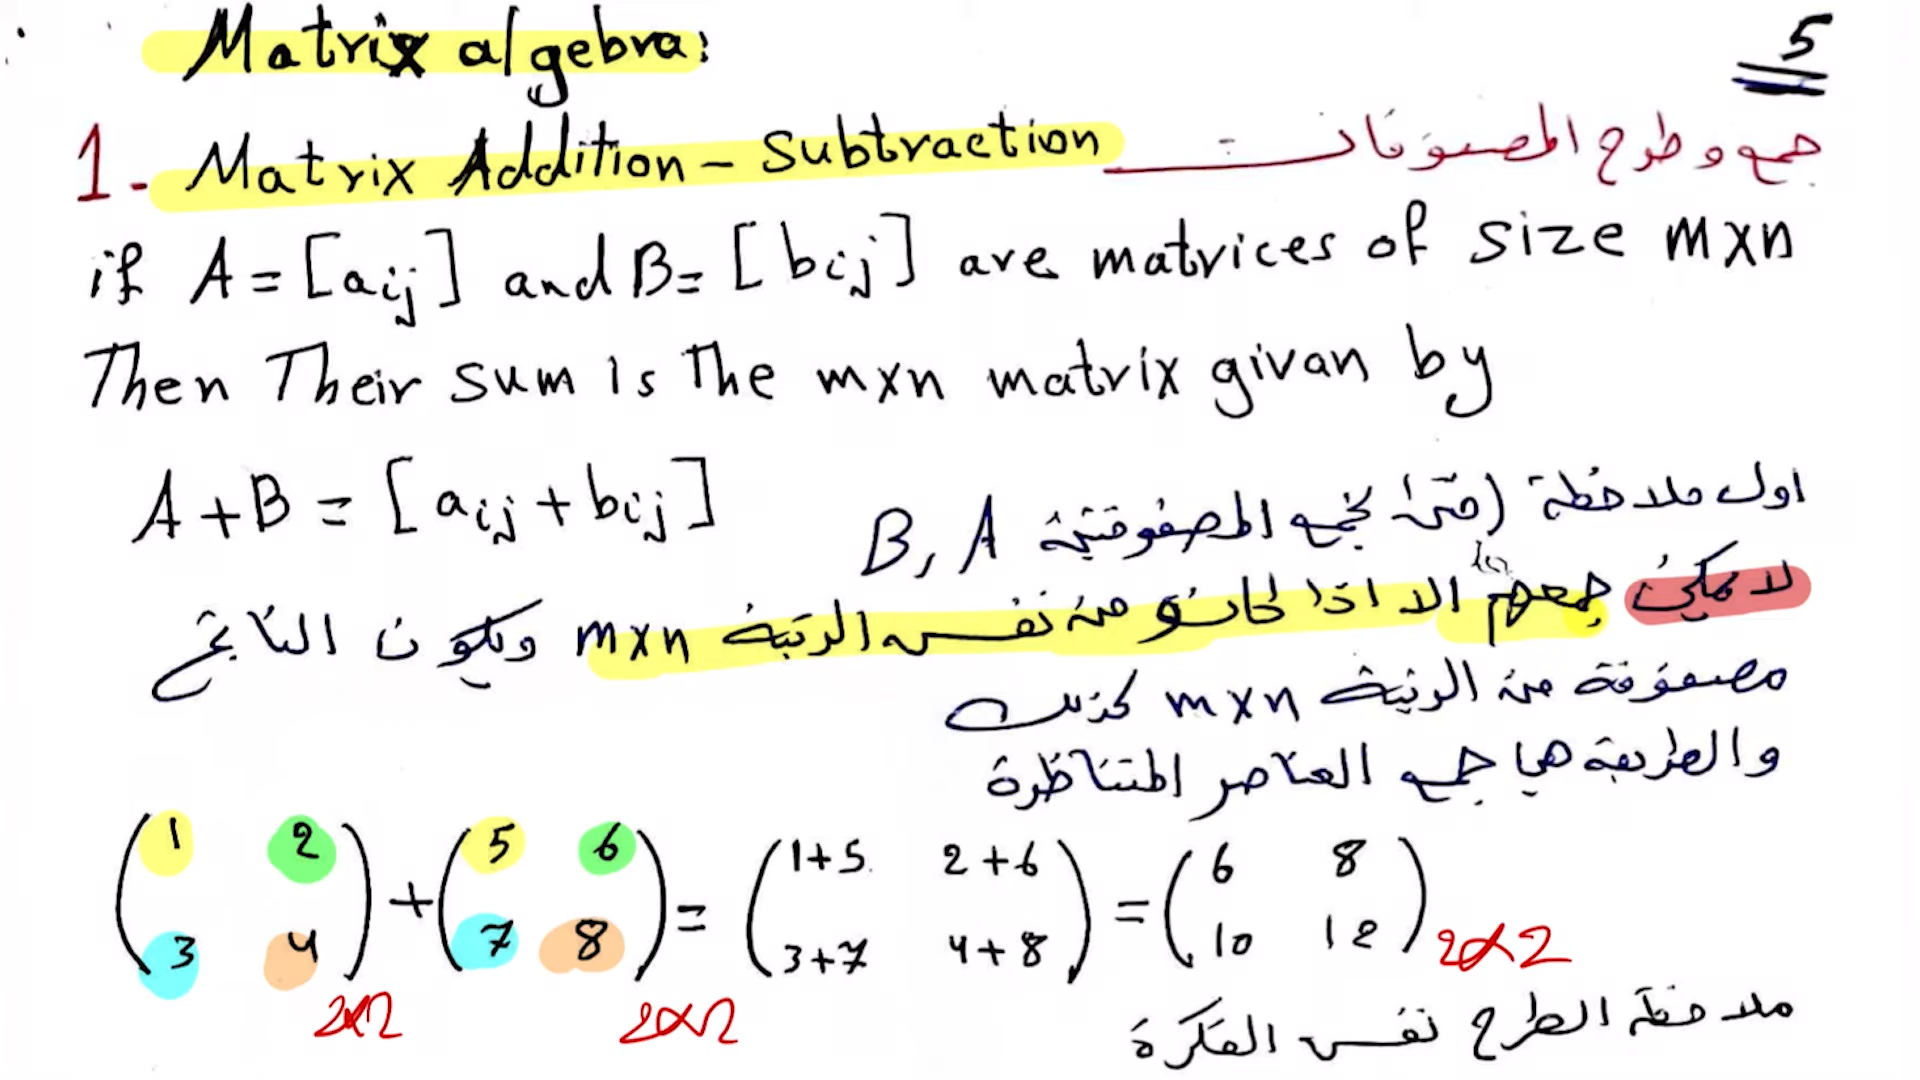 Matrix algebra:
5
1. Matrix Addition - Subtraction جمع وطرح المصفوفات
if A = [aij] and B = [bij] are matrices of size mxn
Then Their sum is The mxn matrix givan by
A + B = [aij + bij]
اول ملاحظة (متى نجمع المصفوفتين A , B
لا يمكن جمعهم الا اذا كانو من نفس الرتبة mxn ويكون الناتج
مصفوفة من الرتبة mxn كذلك
والطريقة هي جمع العناصر المتناظرة
(1 2) + (5 6) = (1+5 2+6) = (6 8)
(3 4) (7 8) (3+7 4+8) (10 12) 2x2
2x2 2x2
ملاحظة الطرح نفس الفكرة